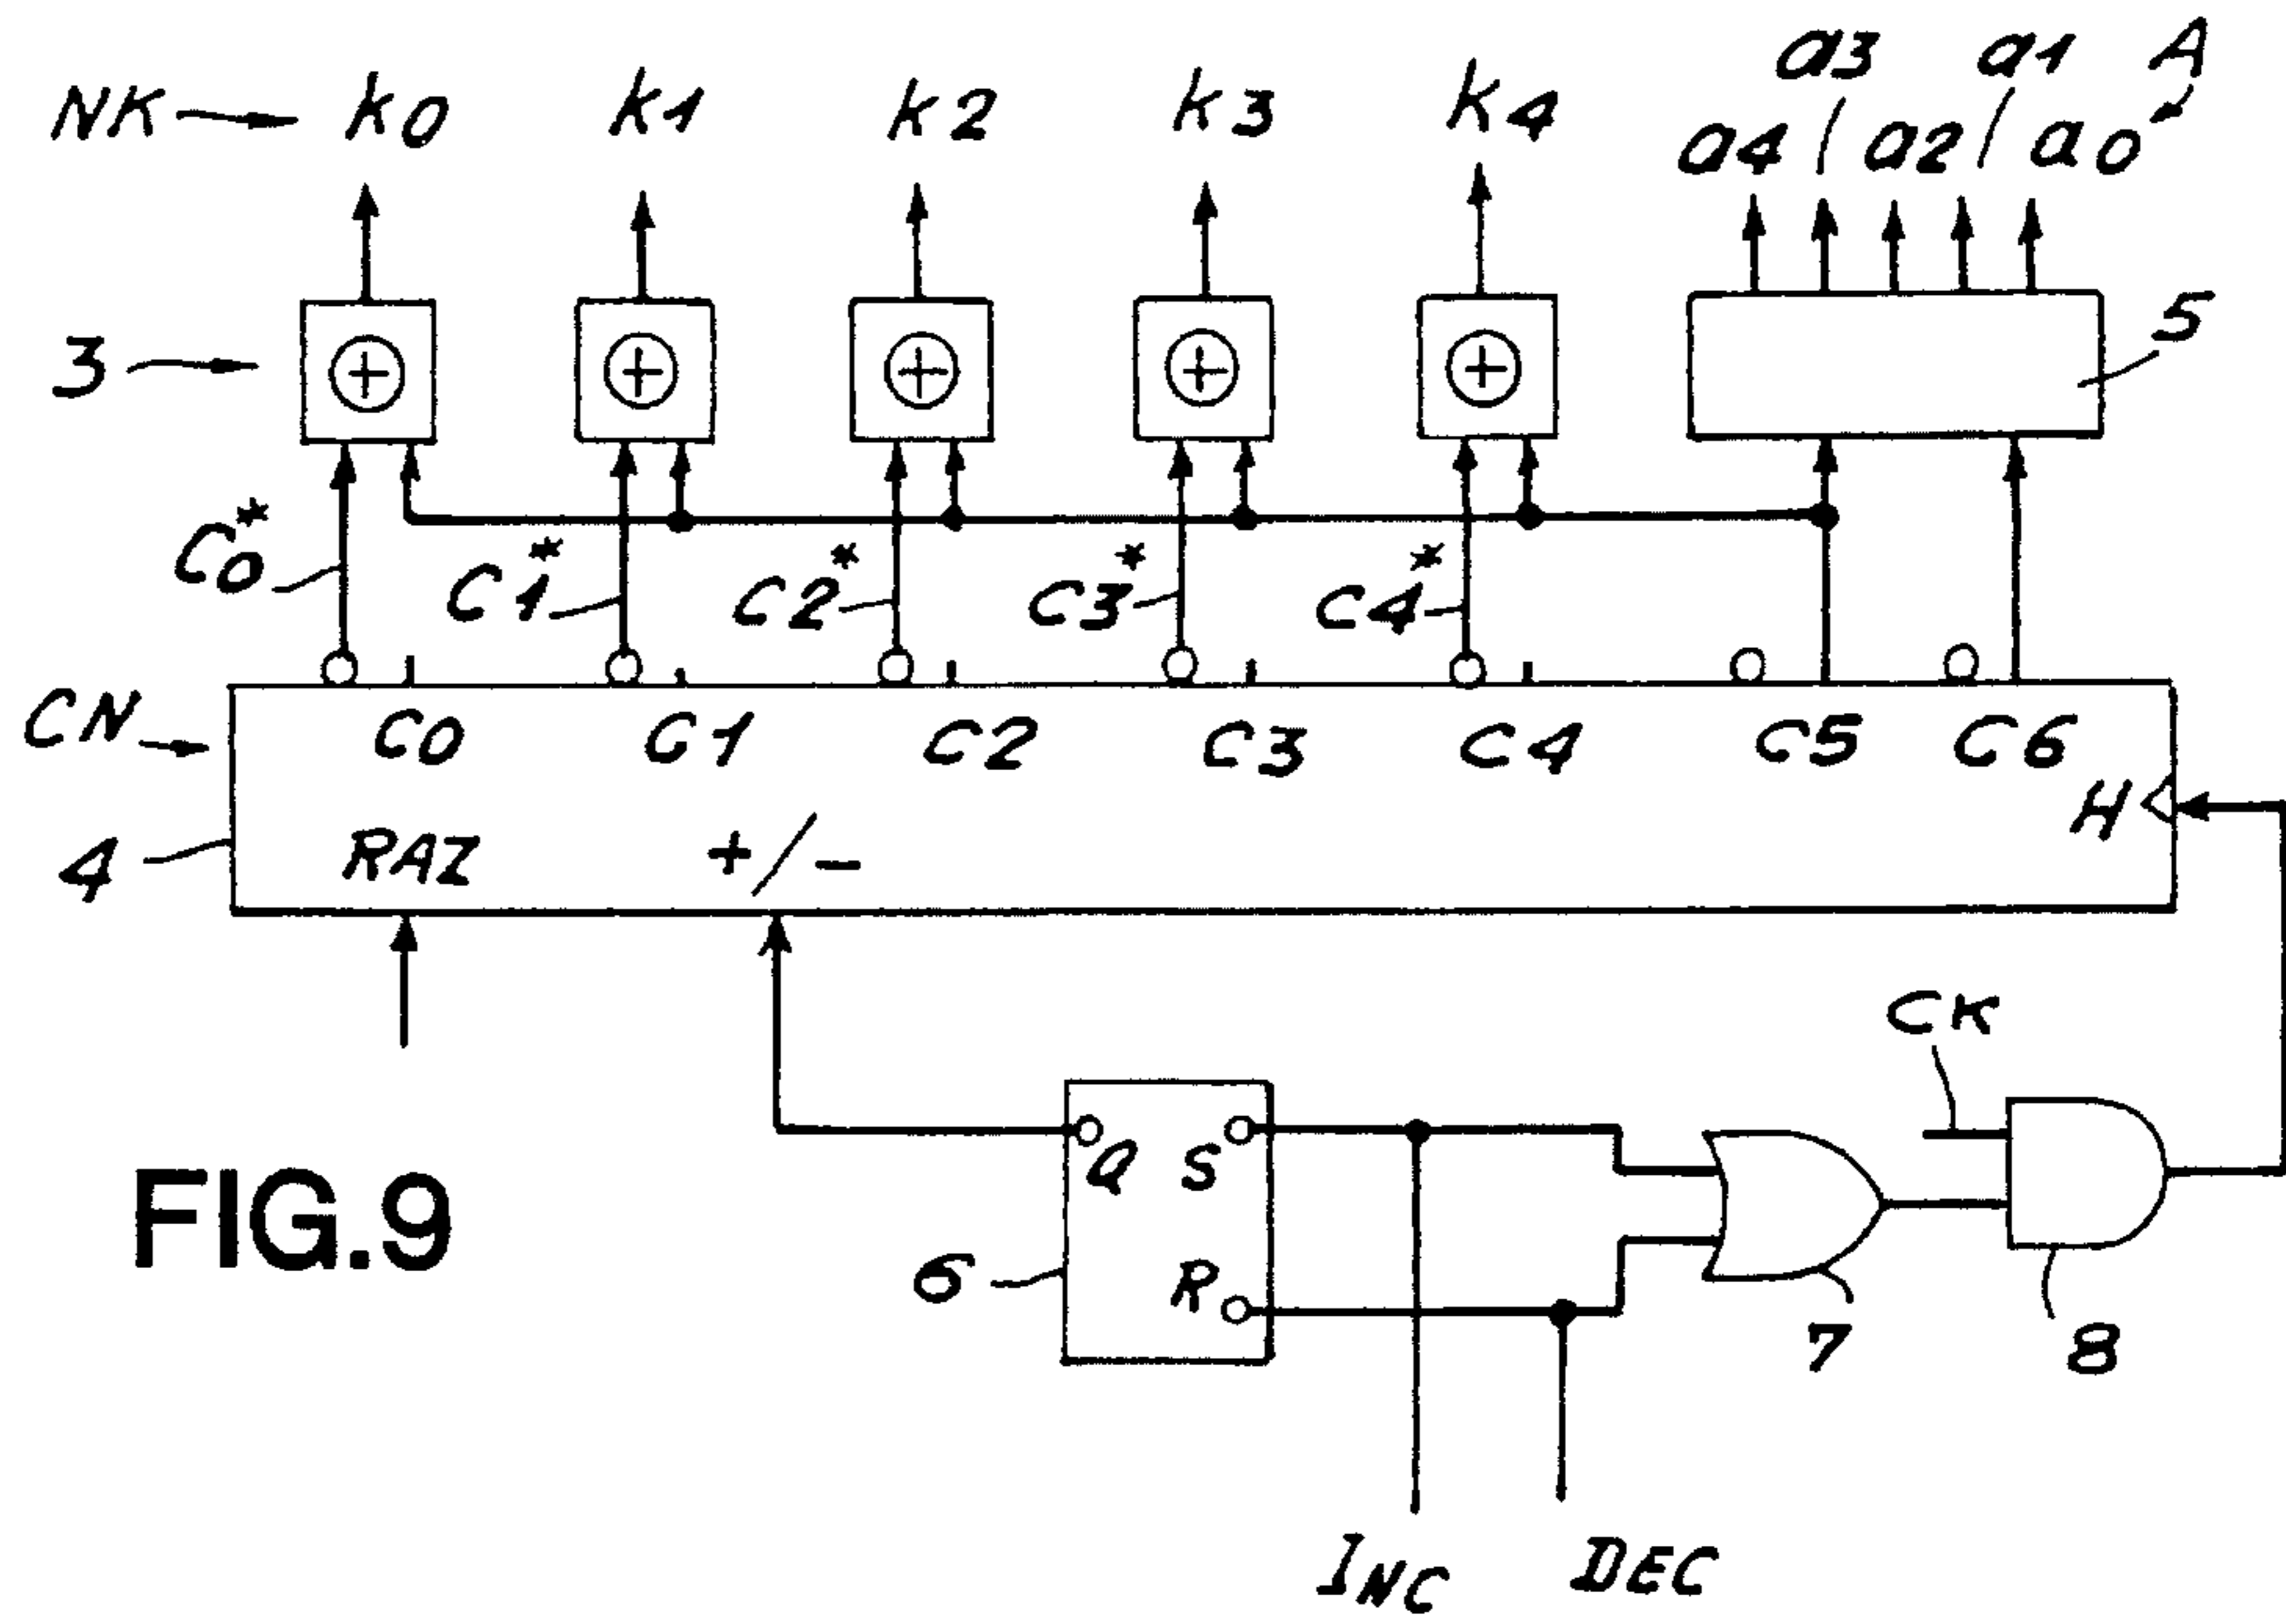 a3 a1 A
NK k0 k1 k2 k3 k4 a4 a2 a0
3 5
C0* C1* C2* C3* C4*
CN C0 C1 C2 C3 C4 C5 C6
H
4 RAZ +/-
CK
Q S
FIG.9
6 R
7 8
INC DEC